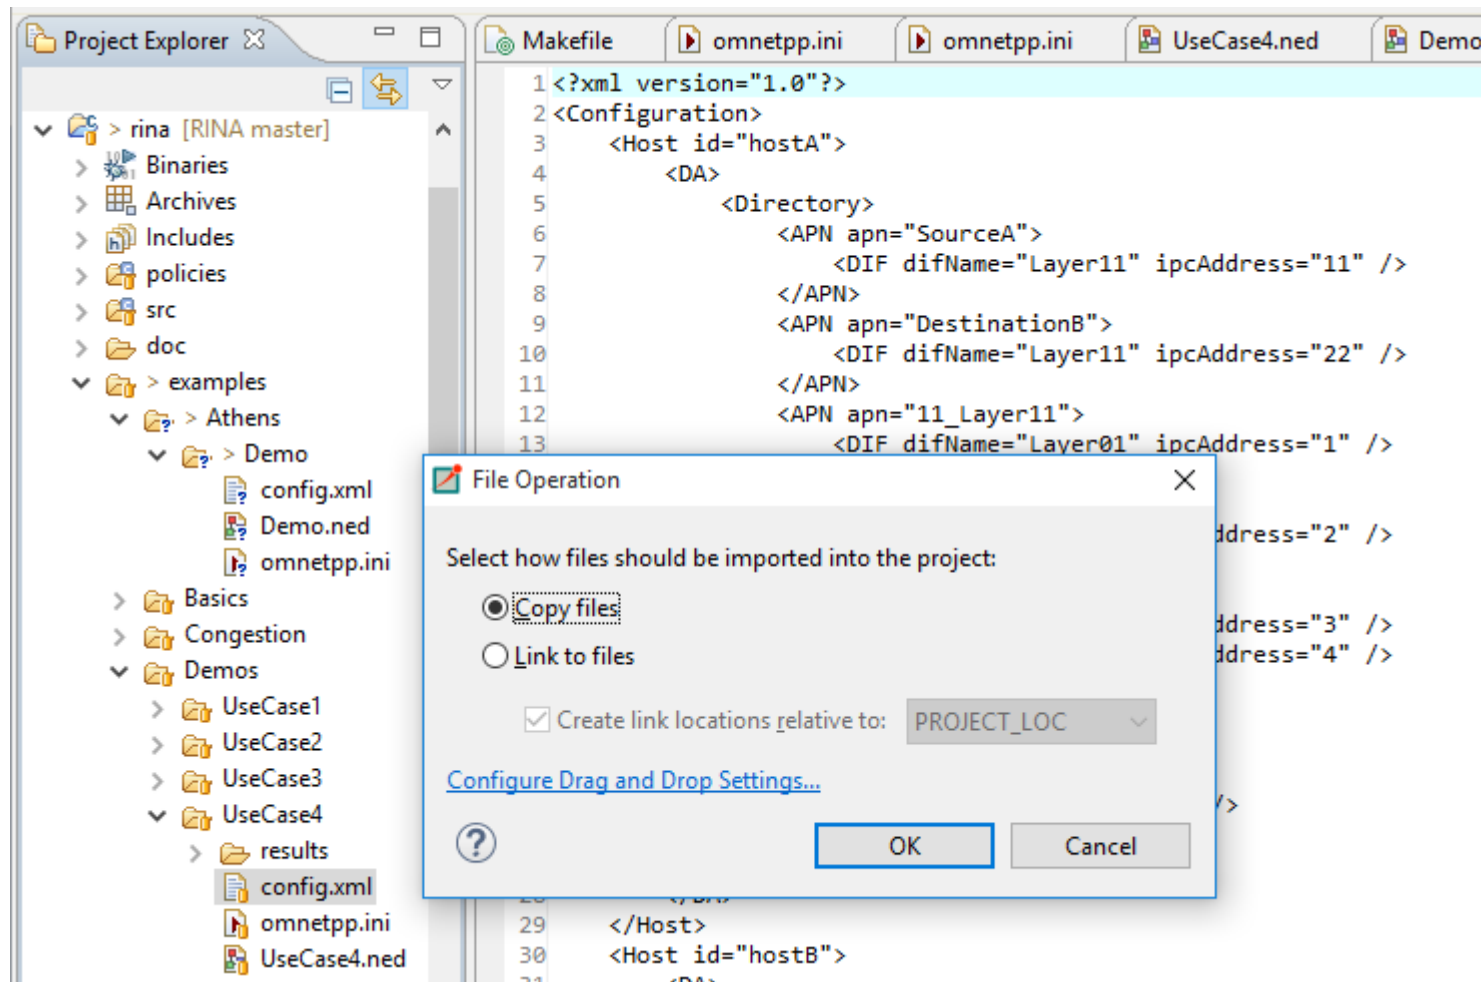 Project Explorer
> rina [RINA master]
Binaries
Archives
Includes
policies
src
doc
> examples
> Athens
> Demo
config.xml
Demo.ned
omnetpp.ini
Basics
Congestion
Demos
UseCase1
UseCase2
UseCase3
UseCase4
results
config.xml
omnetpp.ini
UseCase4.ned
Makefile omnetpp.ini omnetpp.ini UseCase4.ned Demo
1 <?xml version="1.0"?>
2 <Configuration>
3 <Host id="hostA">
4 <DA>
5 <Directory>
6 <APN apn="SourceA">
7 <DIF difName="Layer11" ipcAddress="11" />
8 </APN>
9 <APN apn="DestinationB">
10 <DIF difName="Layer11" ipcAddress="22" />
11 </APN>
12 <APN apn="11_Layer11">
13 <DIF difName="Layer01" ipcAddress="1" />
ddress="2" />
ddress="3" />
ddress="4" />
/>
File Operation
Select how files should be imported into the project:
Copy files
Link to files
Create link locations relative to: PROJECT_LOC
Configure Drag and Drop Settings...
OK Cancel
28 </DA>
29 </Host>
30 <Host id="hostB">
31 <DA>